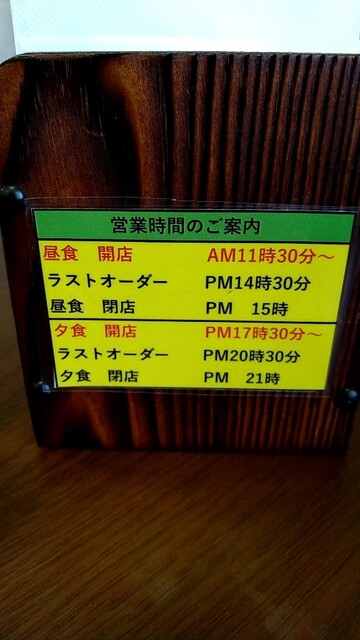 営業時間のご案内
昼食 開店 AM11時30分～
ラストオーダー PM14時30分
昼食 閉店 PM 15時
夕食 開店 PM17時30分～
ラストオーダー PM20時30分
夕食 閉店 PM 21時